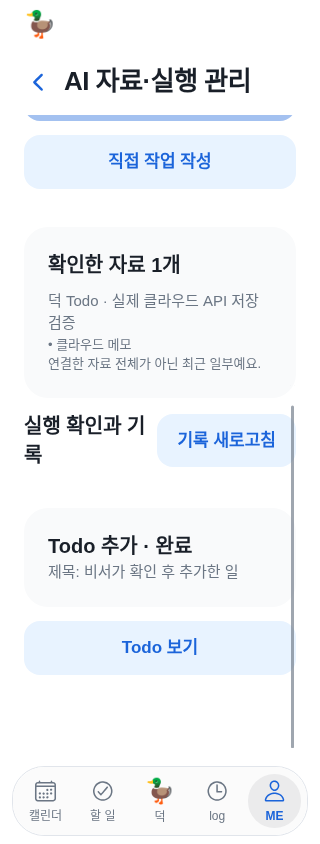 AI 자료·실행 관리
직접 작업 작성
확인한 자료 1개
덕 Todo · 실제 클라우드 API 저장
검증
• 클라우드 메모
연결한 자료 전체가 아닌 최근 일부예요.
실행 확인과 기
록
기록 새로고침
Todo 추가 · 완료
제목: 비서가 확인 후 추가한 일
Todo 보기
캘린더
할 일
덕
log
ME